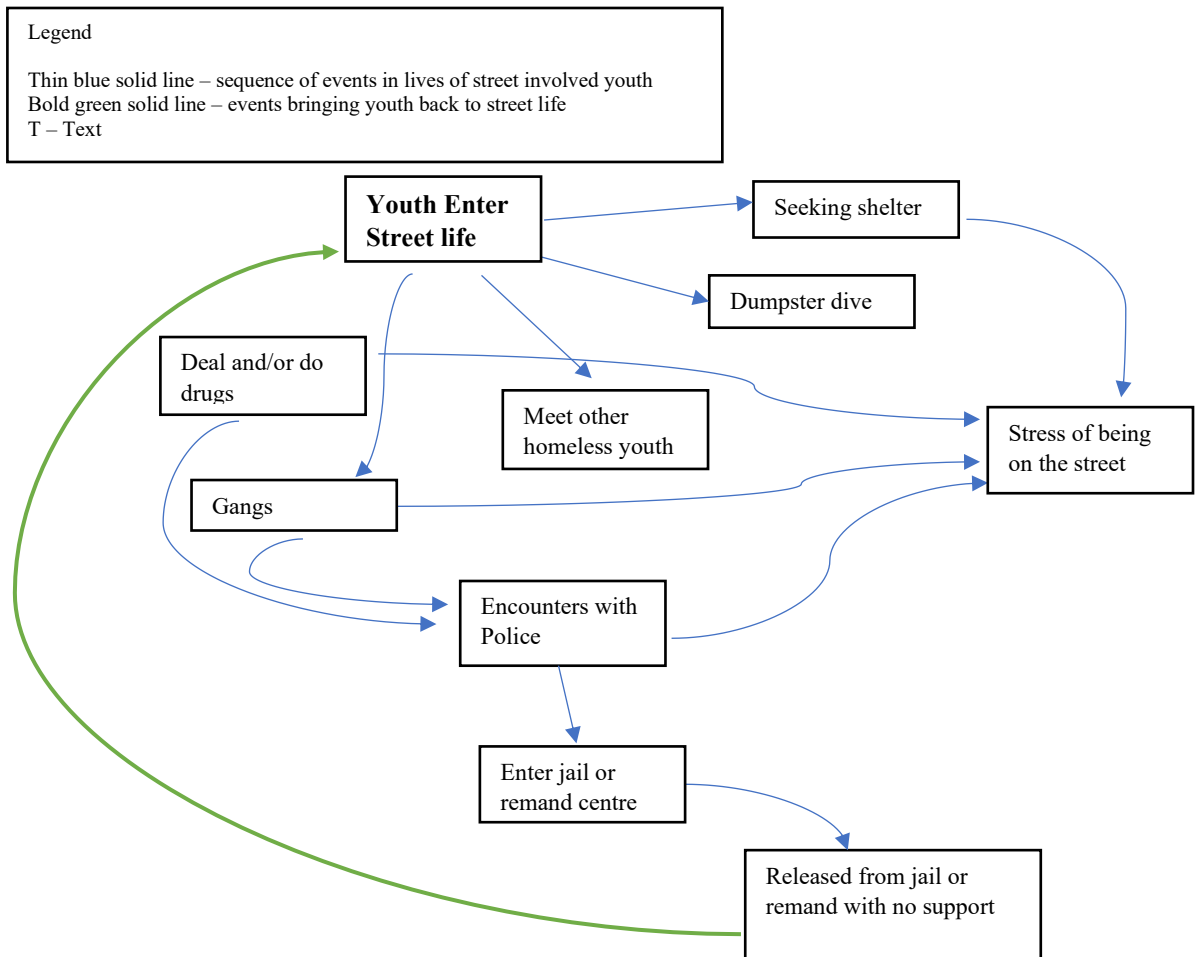 Legend
Thin blue solid line – sequence of events in lives of street involved youth
Bold green solid line – events bringing youth back to street life
T – Text
Youth Enter
Street life
Seeking shelter
Dumpster dive
Deal and/or do
drugs
Meet other
homeless youth
Stress of being
on the street
Gangs
Encounters with
Police
Enter jail or
remand centre
Released from jail or
remand with no support